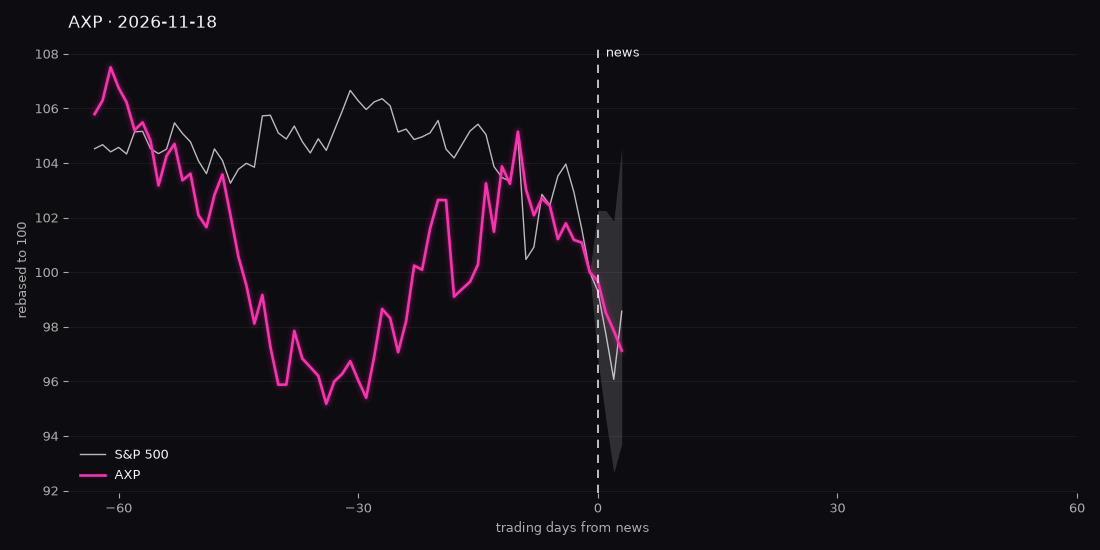 AXP · 2026-11-18
news
108
106
104
102
100
98
96
94
92
rebased to 100
S&P 500
AXP
−60
−30
0
30
60
trading days from news